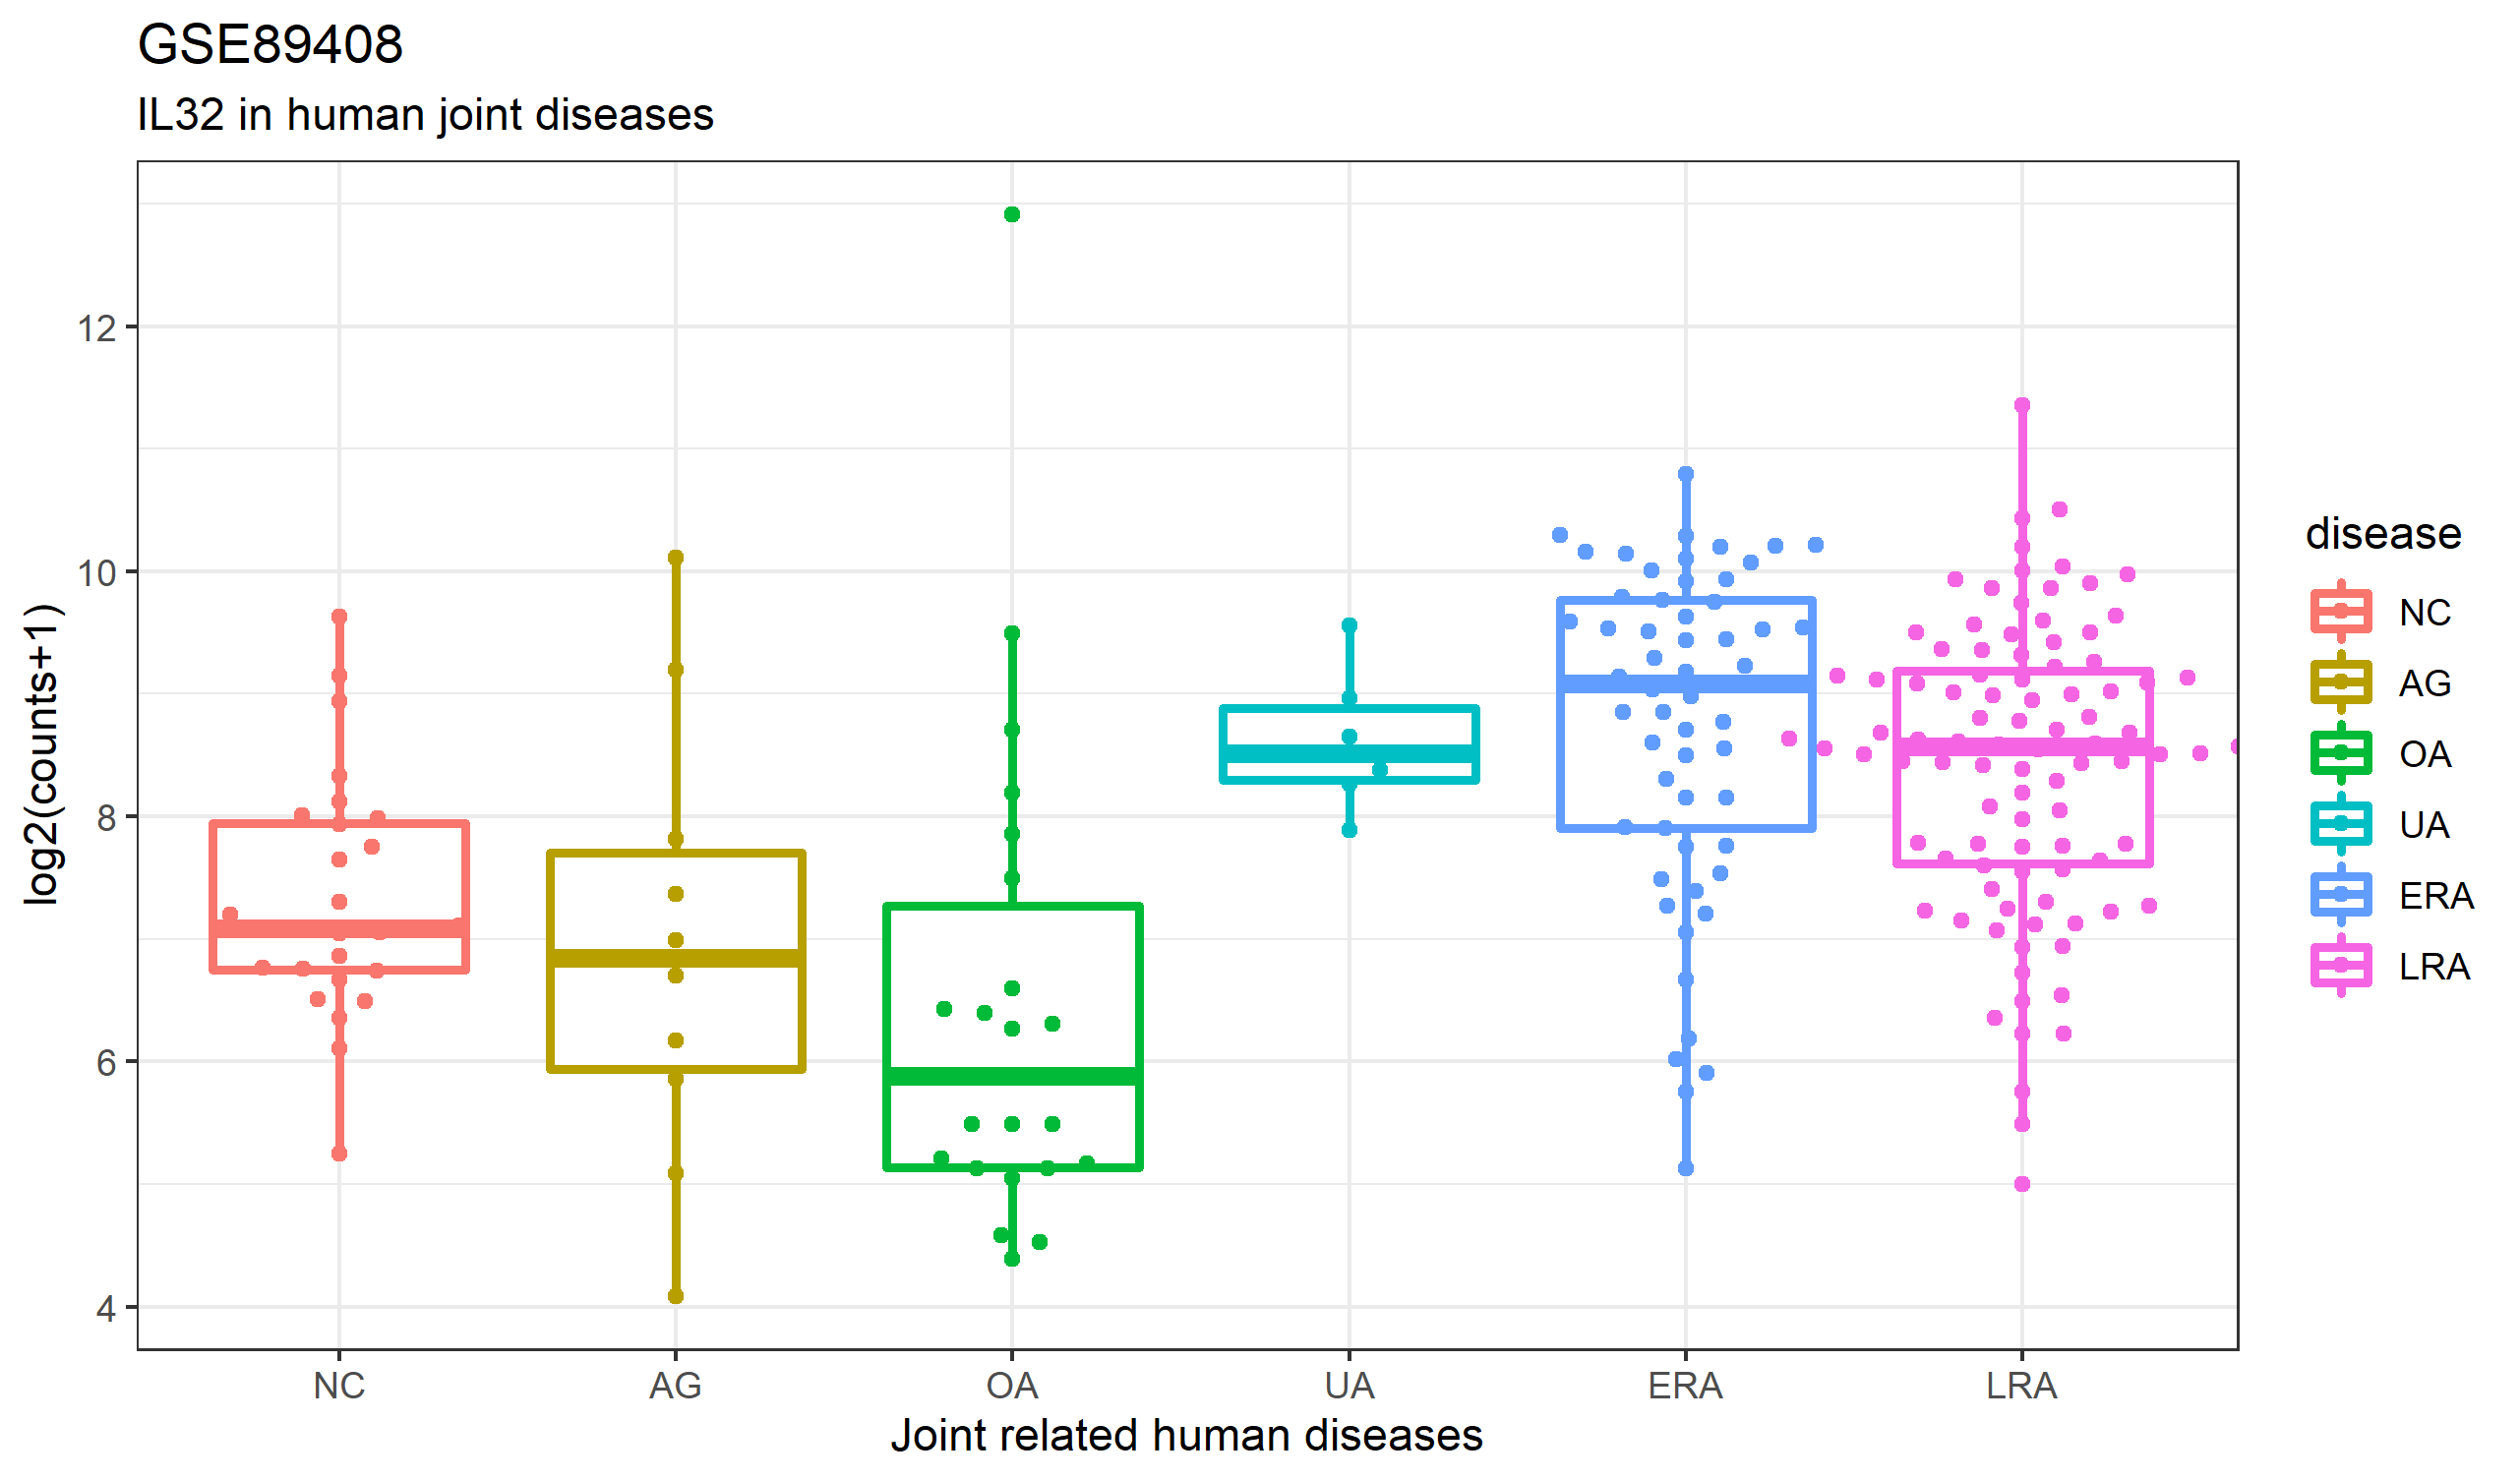 GSE89408
IL32 in human joint diseases
log2(counts+1)
12
10
8
6
4
NC
AG
OA
UA
ERA
LRA
Joint related human diseases
disease
NC
AG
OA
UA
ERA
LRA